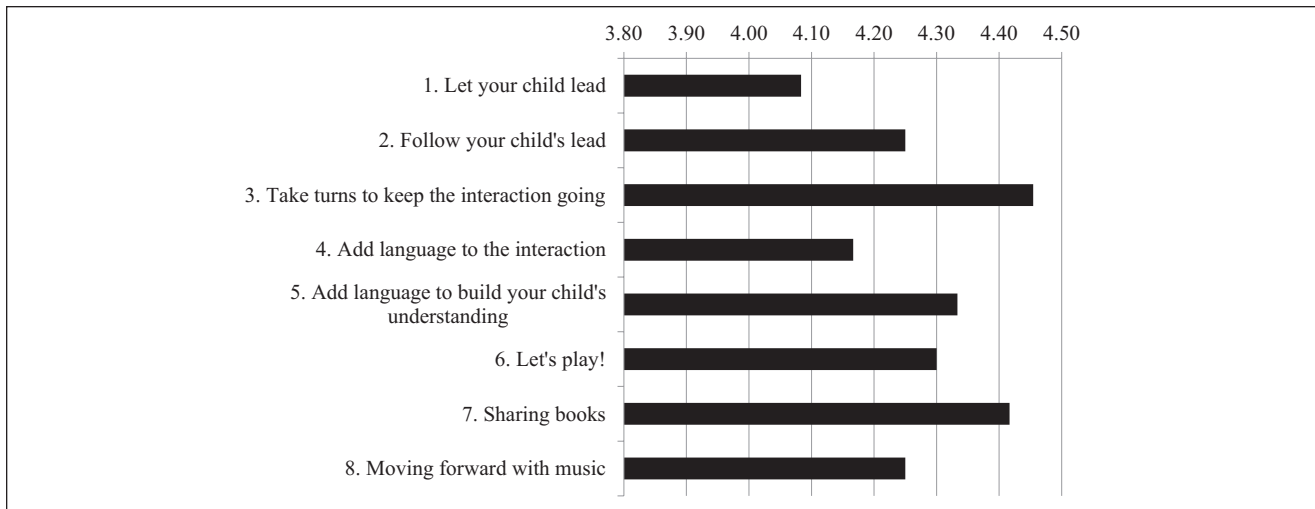 3.80 3.90 4.00 4.10 4.20 4.30 4.40 4.50
1. Let your child lead
2. Follow your child's lead
3. Take turns to keep the interaction going
4. Add language to the interaction
5. Add language to build your child's
understanding
6. Let's play!
7. Sharing books
8. Moving forward with music